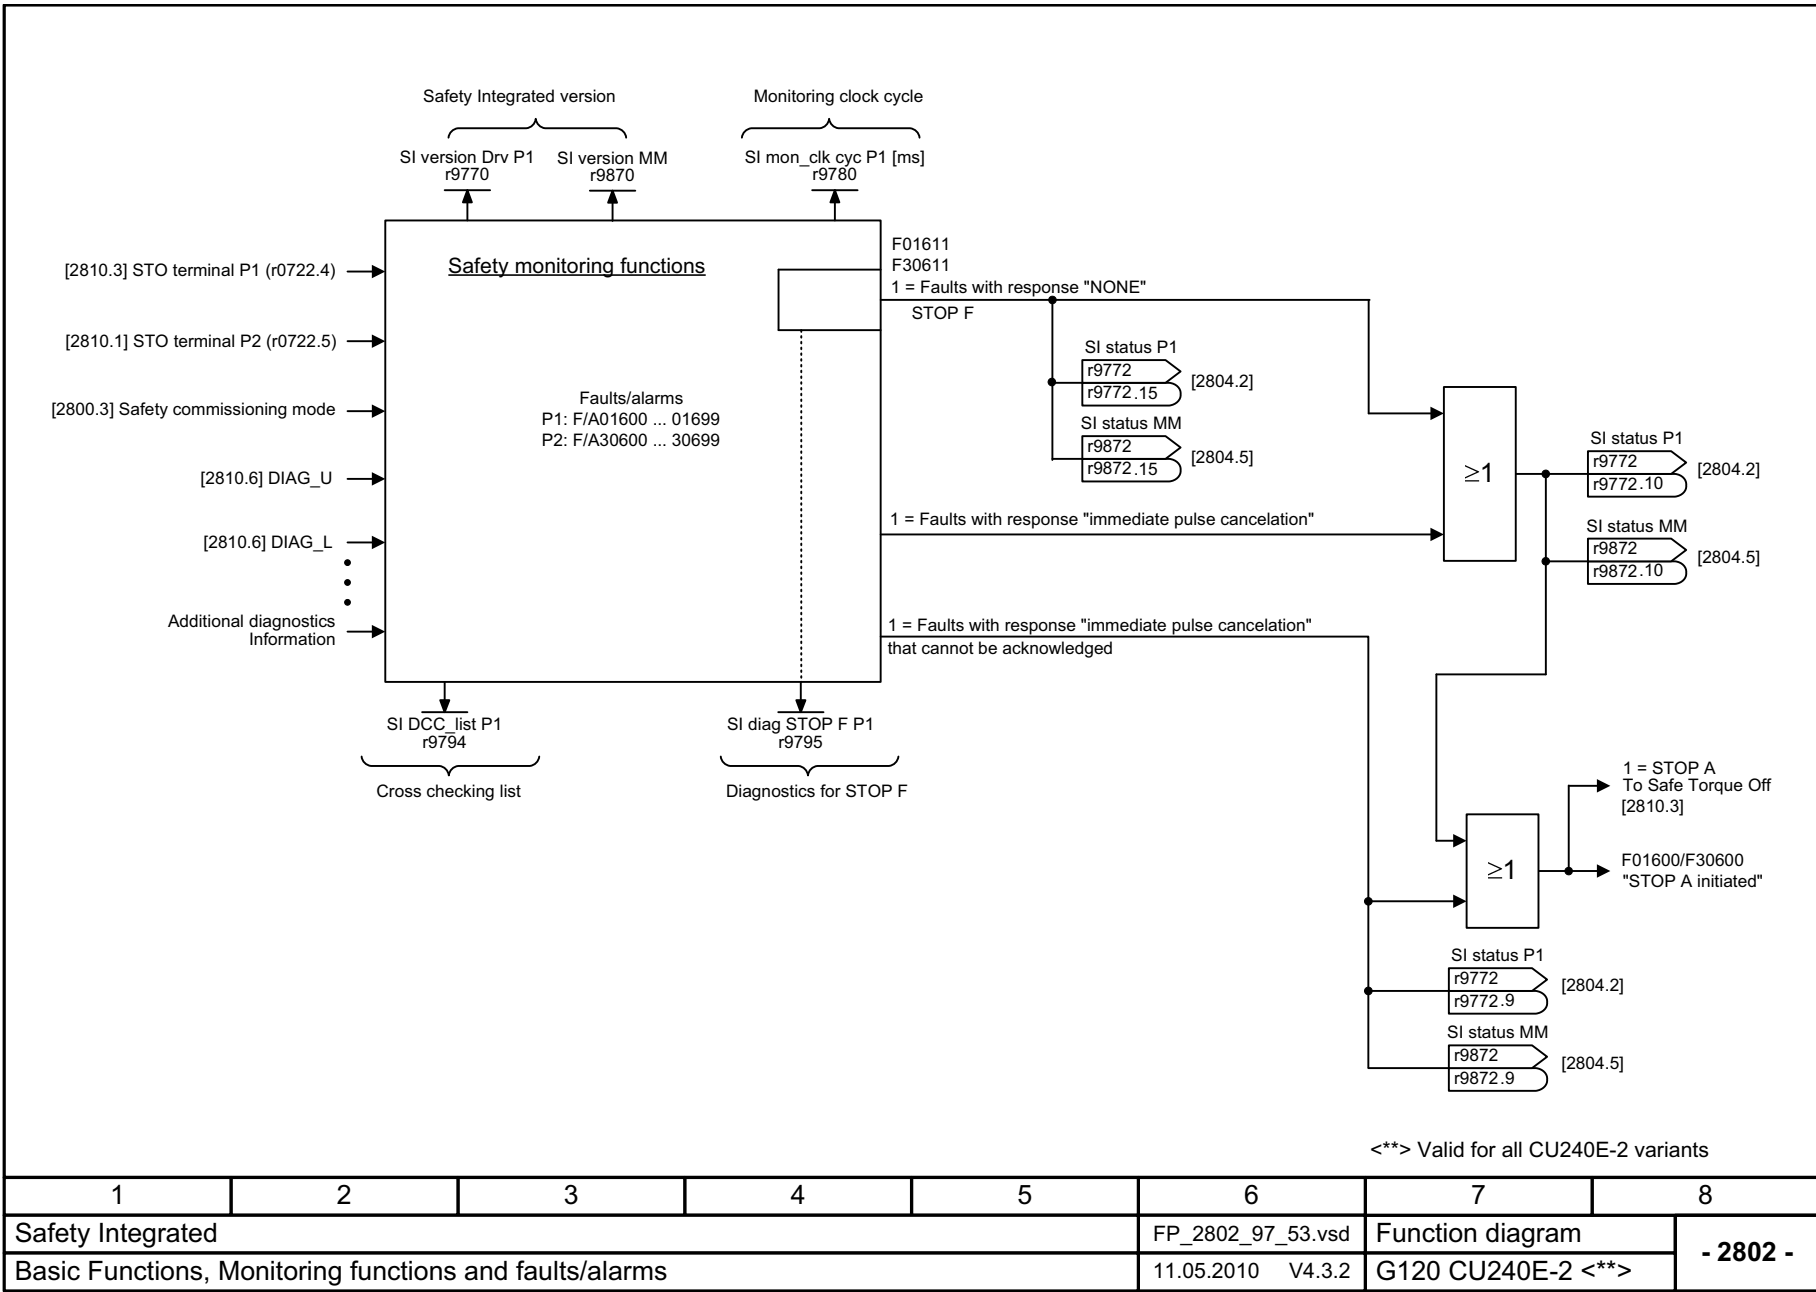 Safety Integrated version
Monitoring clock cycle
SI version Drv P1
r9770
SI version MM
r9870
SI mon_clk cyc P1 [ms]
r9780
[2810.3] STO terminal P1 (r0722.4)
[2810.1] STO terminal P2 (r0722.5)
[2800.3] Safety commissioning mode
[2810.6] DIAG_U
[2810.6] DIAG_L
Additional diagnostics
Information
Safety monitoring functions
Faults/alarms
P1: F/A01600 ... 01699
P2: F/A30600 ... 30699
F01611
F30611
1 = Faults with response "NONE"
STOP F
SI status P1
r9772
r9772.15
[2804.2]
SI status MM
r9872
r9872.15
[2804.5]
1 = Faults with response "immediate pulse cancelation"
≥1
SI status P1
r9772
r9772.10
[2804.2]
SI status MM
r9872
r9872.10
[2804.5]
1 = Faults with response "immediate pulse cancelation"
that cannot be acknowledged
SI DCC_list P1
r9794
Cross checking list
SI diag STOP F P1
r9795
Diagnostics for STOP F
≥1
1 = STOP A
To Safe Torque Off
[2810.3]
F01600/F30600
"STOP A initiated"
SI status P1
r9772
r9772.9
[2804.2]
SI status MM
r9872
r9872.9
[2804.5]
<**> Valid for all CU240E-2 variants
1 2 3 4 5 6 7 8
Safety Integrated
FP_2802_97_53.vsd
Function diagram
- 2802 -
Basic Functions, Monitoring functions and faults/alarms
11.05.2010 V4.3.2
G120 CU240E-2 <**>